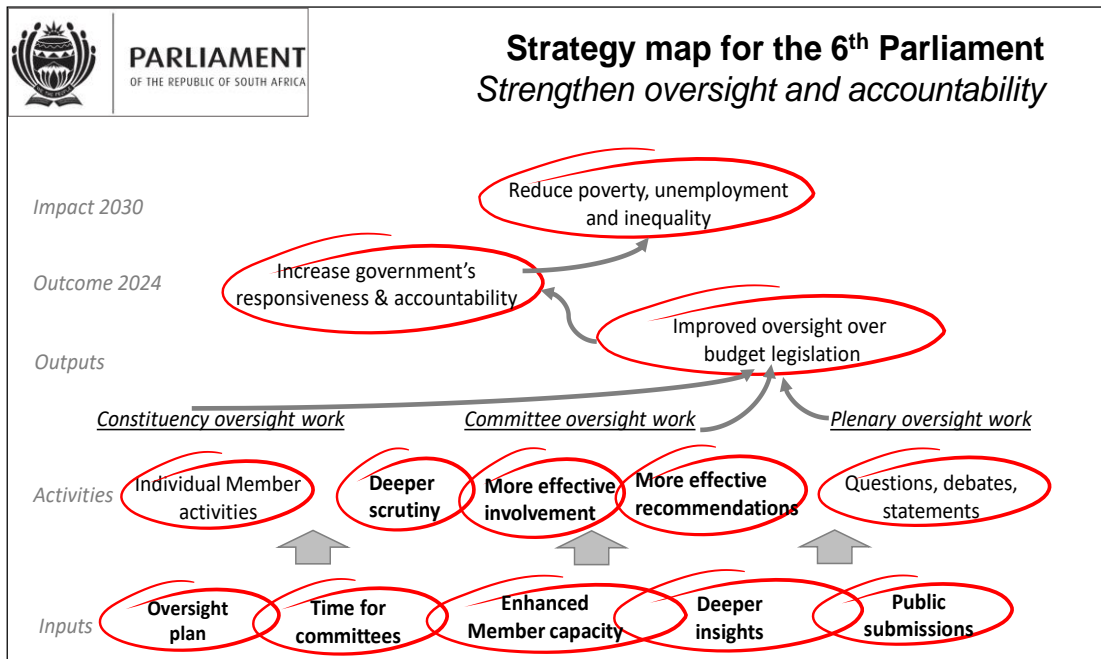 PARLIAMENT
OF THE REPUBLIC OF SOUTH AFRICA
Strategy map for the 6th Parliament
Strengthen oversight and accountability
Impact 2030
Reduce poverty, unemployment
and inequality
Outcome 2024
Increase government's
responsiveness & accountability
Improved oversight over
budget legislation
Outputs
Constituency oversight work
Committee oversight work
Plenary oversight work
Activities
Individual Member
activities
Deeper
scrutiny
More effective
involvement
More effective
recommendations
Questions, debates,
statements
Inputs
Oversight
plan
Time for
committees
Enhanced
Member capacity
Deeper
insights
Public
submissions